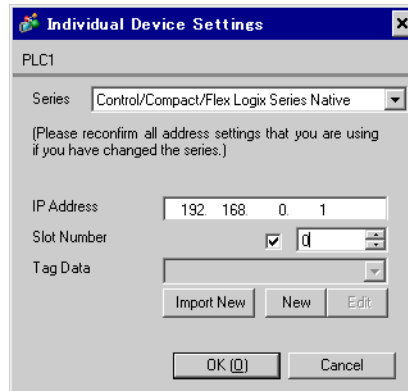 Individual Device Settings
PLC1
Series Control/Compact/Flex Logix Series Native
(Please reconfirm all address settings that you are using
if you have changed the series.)
IP Address 192. 168. 0. 1
Slot Number 0
Tag Data
Import New New Edit
OK (O) Cancel